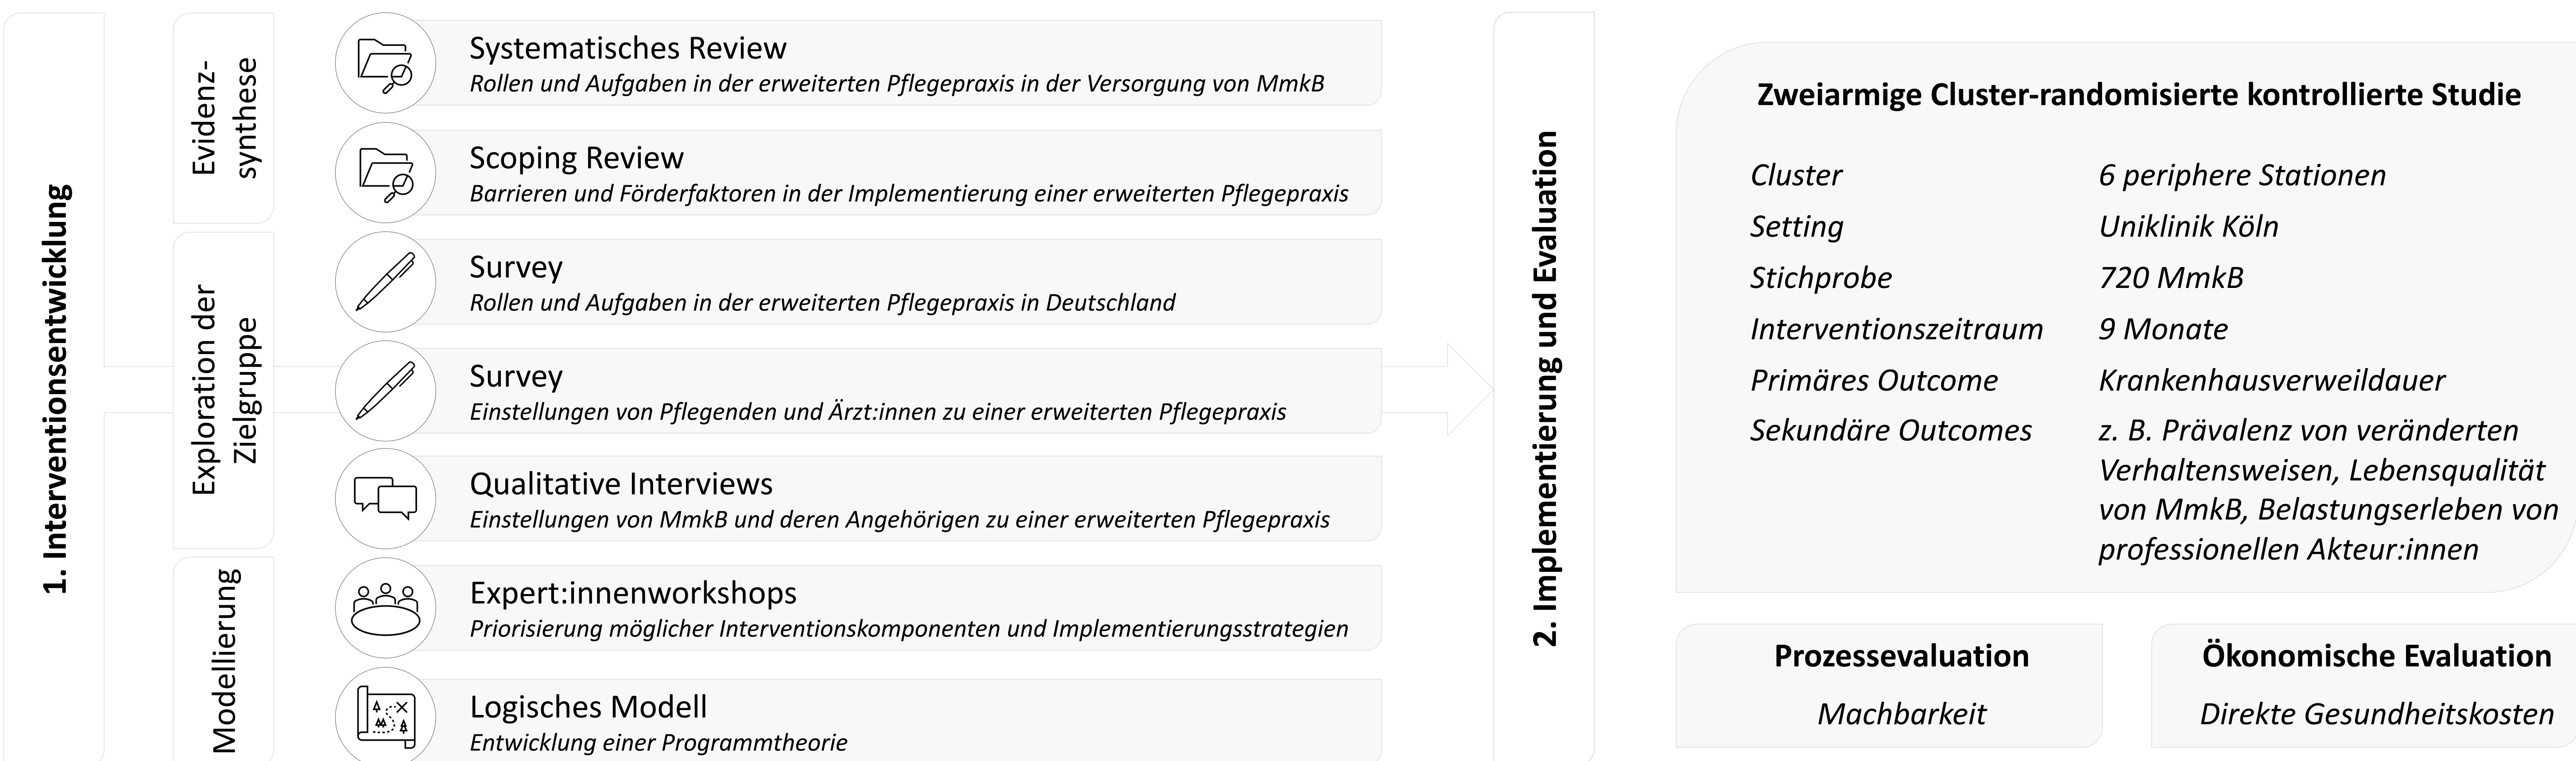 1. Interventionsentwicklung
Evidenz-
synthese
Systematisches Review
Rollen und Aufgaben in der erweiterten Pflegepraxis in der Versorgung von MmkB
Scoping Review
Barrieren und Förderfaktoren in der Implementierung einer erweiterten Pflegepraxis
Exploration der
Zielgruppe
Survey
Rollen und Aufgaben in der erweiterten Pflegepraxis in Deutschland
Survey
Einstellungen von Pflegenden und Ärzt:innen zu einer erweiterten Pflegepraxis
Qualitative Interviews
Einstellungen von MmkB und deren Angehörigen zu einer erweiterten Pflegepraxis
Modellierung
Expert:innenworkshops
Priorisierung möglicher Interventionskomponenten und Implementierungsstrategien
Logisches Modell
Entwicklung einer Programmtheorie
2. Implementierung und Evaluation
Zweiarmige Cluster-randomisierte kontrollierte Studie
Cluster 6 periphere Stationen
Setting Uniklinik Köln
Stichprobe 720 MmkB
Interventionszeitraum 9 Monate
Primäres Outcome Krankenhausverweildauer
Sekundäre Outcomes z. B. Prävalenz von veränderten
Verhaltensweisen, Lebensqualität
von MmkB, Belastungserleben von
professionellen Akteur:innen
Prozessevaluation
Machbarkeit
Ökonomische Evaluation
Direkte Gesundheitskosten